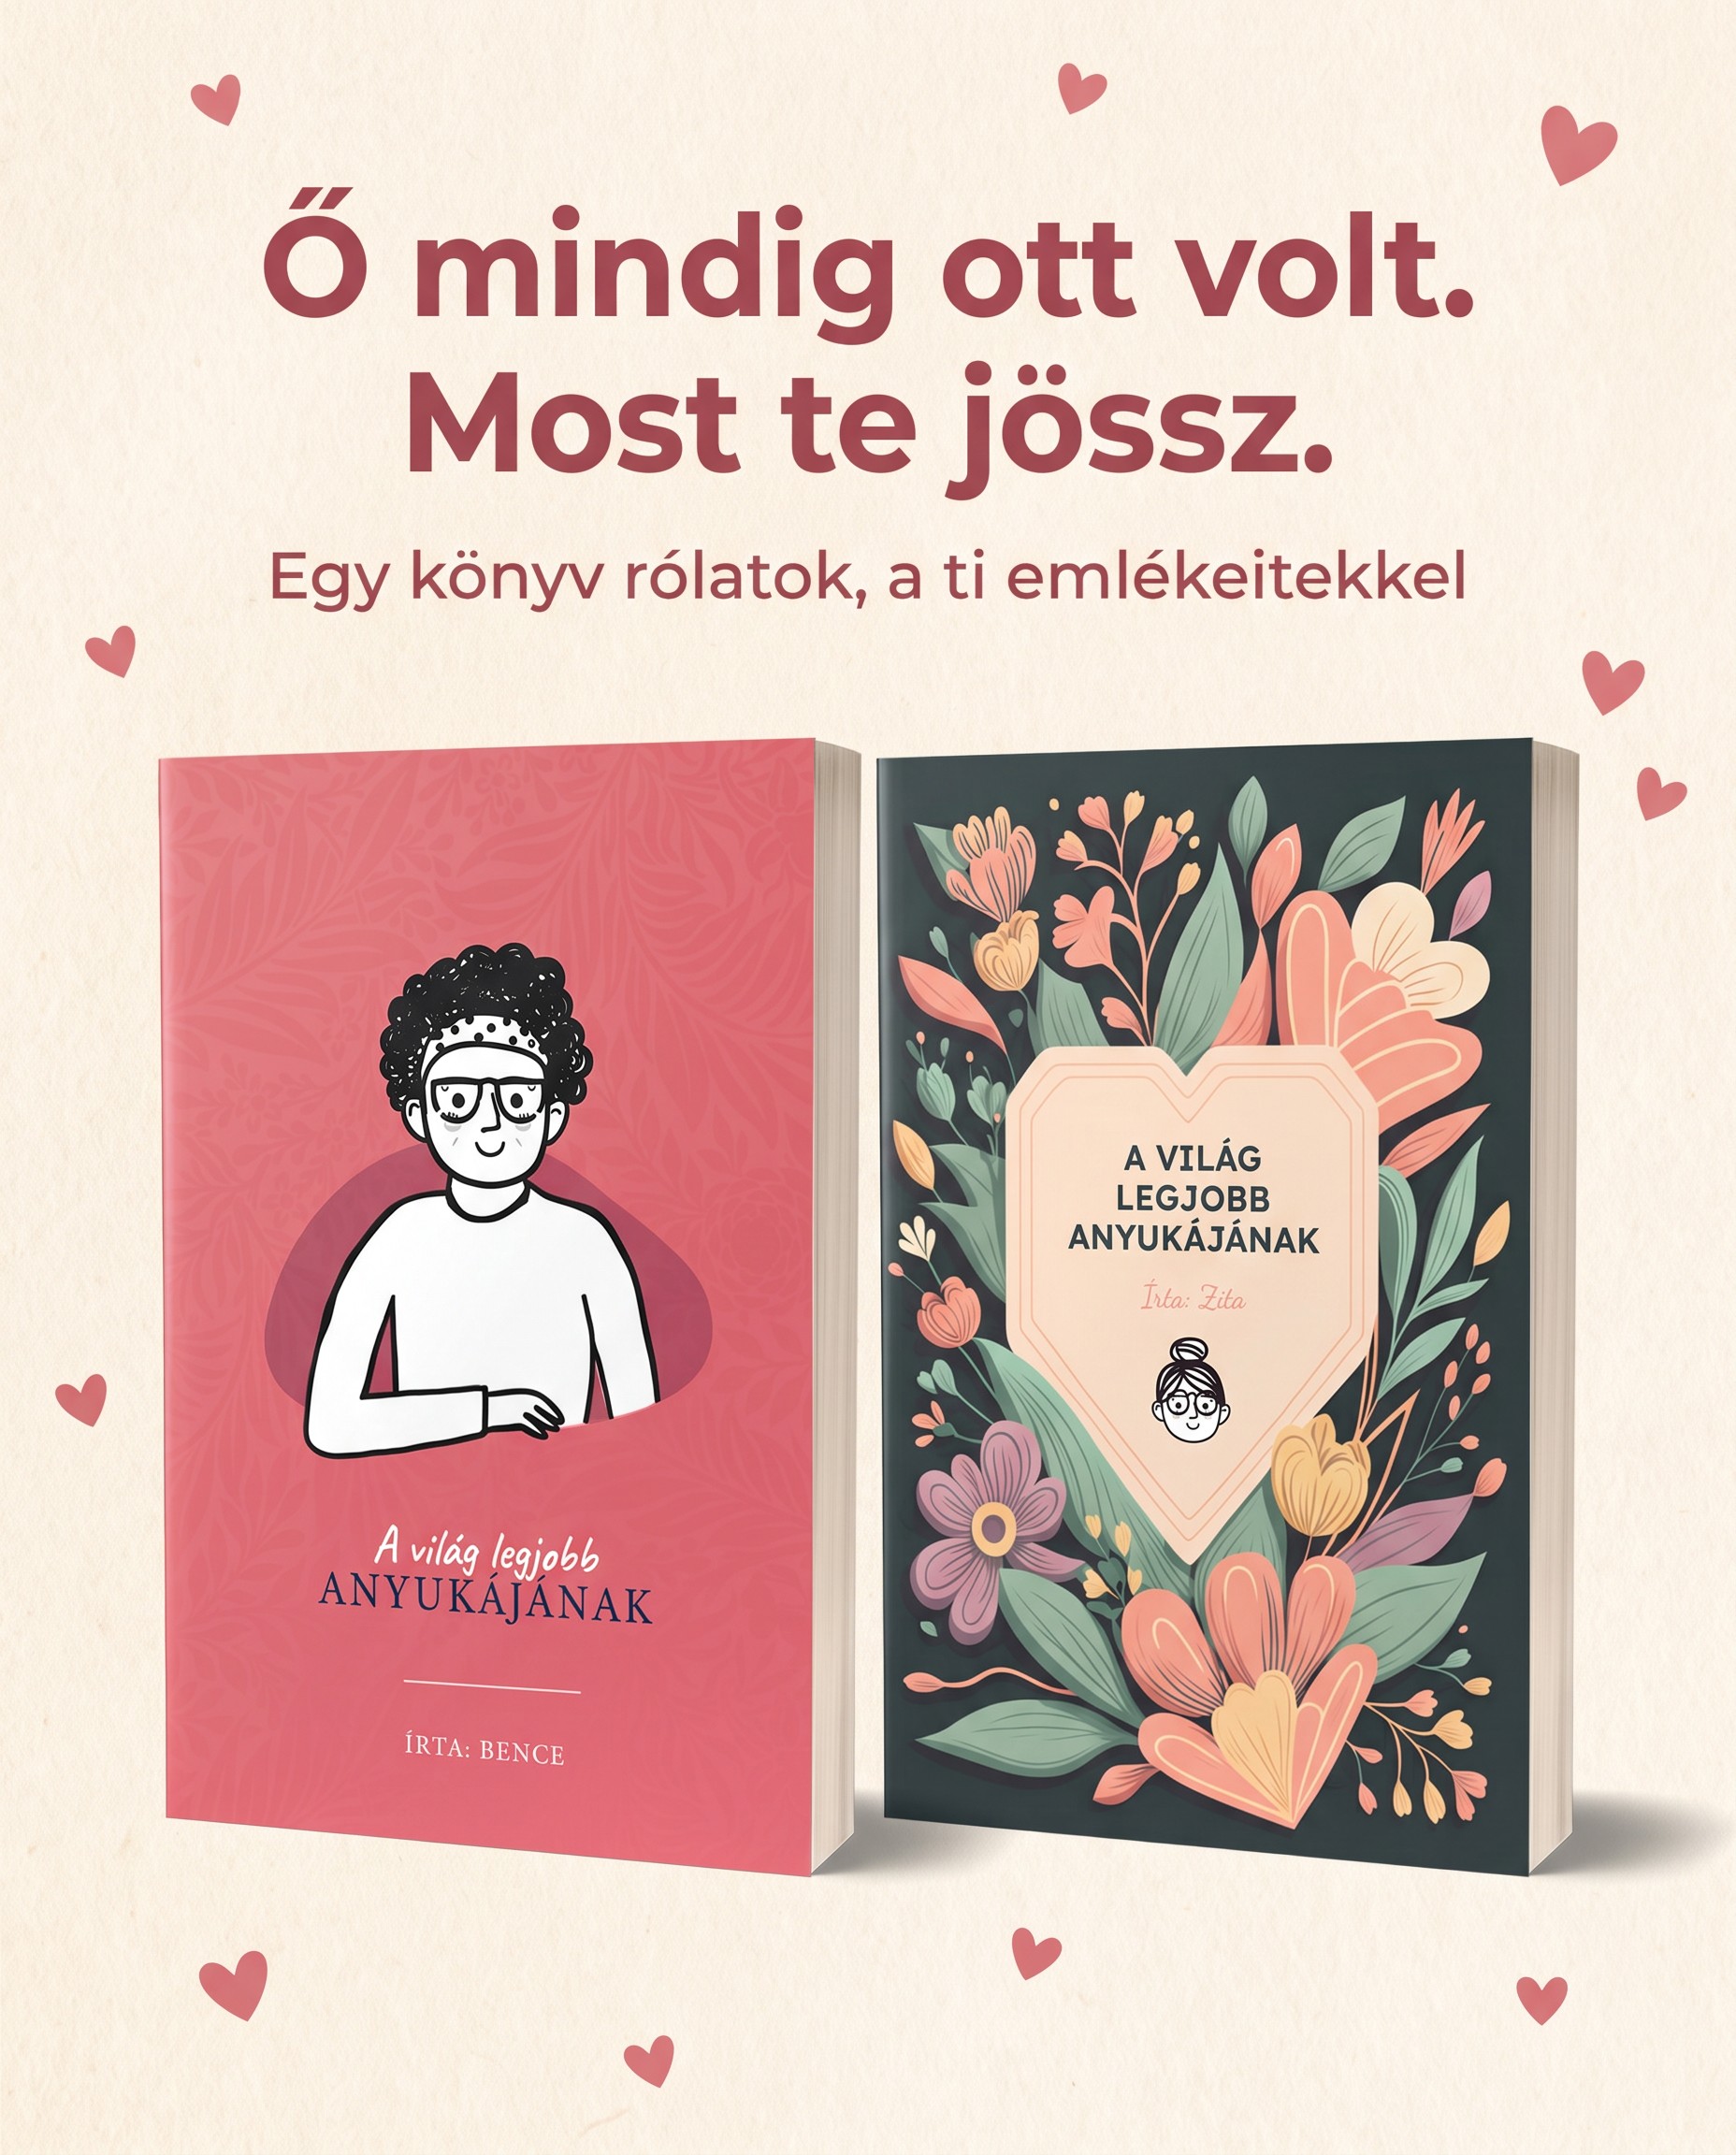 Ő mindig ott volt.
Most te jössz.
Egy könyv rólatok, a ti emlékeitekkel
A világ legjobb
ANYUKÁJÁNAK
ÍRTA: BENCE
A VILÁG
LEGJOBB
ANYUKÁJÁNAK
Írta: Zita